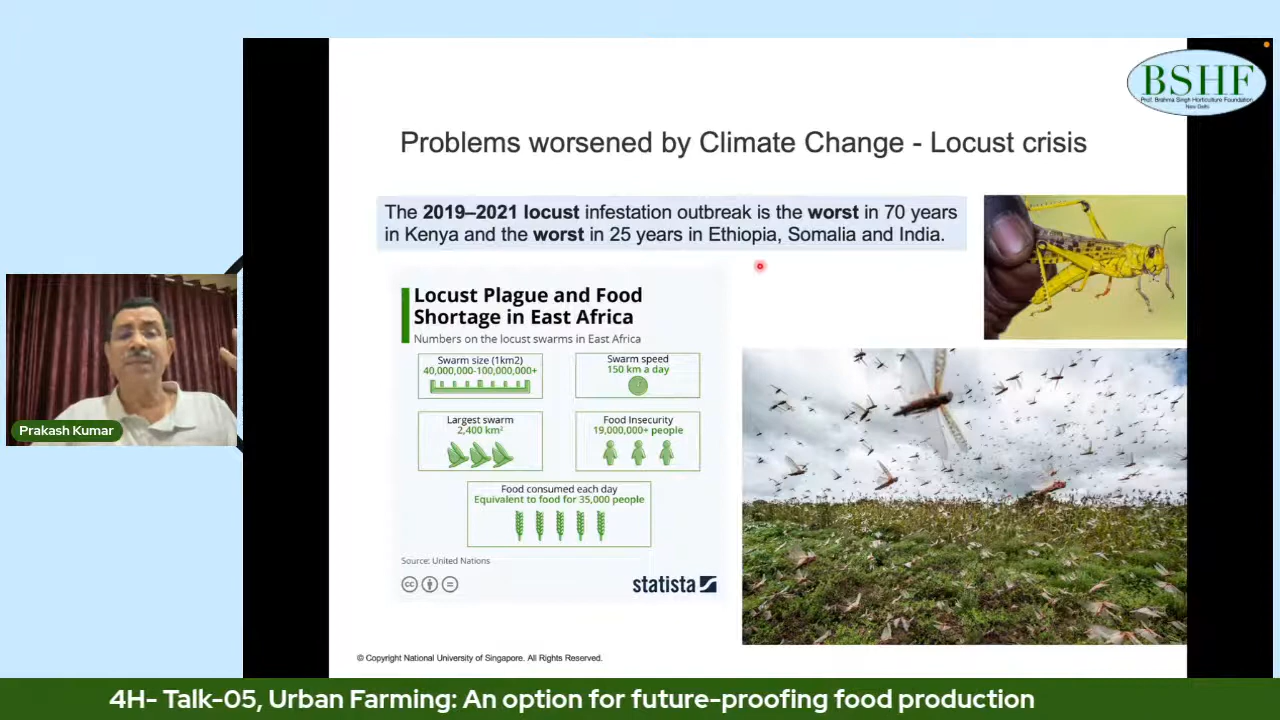 BSHF
Prof. Brahma Singh Horticulture Foundation
New Delhi
Problems worsened by Climate Change - Locust crisis
The 2019–2021 locust infestation outbreak is the worst in 70 years
in Kenya and the worst in 25 years in Ethiopia, Somalia and India.
Locust Plague and Food
Shortage in East Africa
Numbers on the locust swarms in East Africa
Swarm size (1km2)
40,000,000-100,000,000+
Swarm speed
150 km a day
Largest swarm
2,400 km²
Food Insecurity
19,000,000+ people
Food consumed each day
Equivalent to food for 35,000 people
Source: United Nations
cc
statista
Prakash Kumar
© Copyright National University of Singapore. All Rights Reserved.
4H- Talk-05, Urban Farming: An option for future-proofing food production